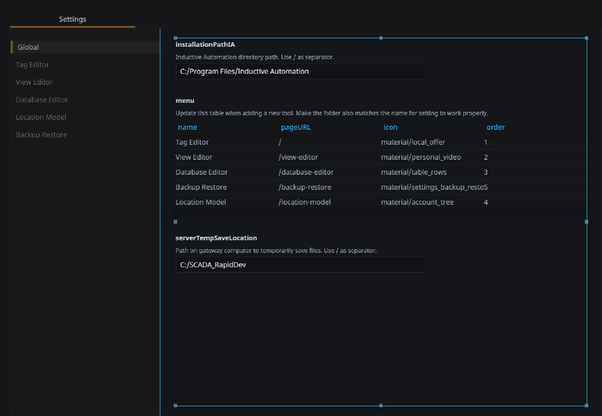 Settings
Global
Tag Editor
View Editor
Database Editor
Location Model
Backup Restore
installationPathIA
Inductive Automation directory path. Use / as separator.
C:/Program Files/Inductive Automation
menu
Update this table when adding a new tool. Make the folder also matches the name for setting to work properly.
name pageURL icon order
Tag Editor / material/local_offer 1
View Editor /view-editor material/personal_video 2
Database Editor /database-editor material/table_rows 3
Backup Restore /backup-restore material/settings_backup_resto5
Location Model /location-model material/account_tree 4
serverTempSaveLocation
Path on gateway computer to temporarily save files. Use / as separator.
C:/SCADA_RapidDev